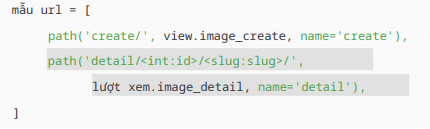 mẫu url = [
path('create/', view.image_create, name='create'),
path('detail/<int:id>/<slug:slug>/',
lượt xem.image_detail, name='detail'),
]